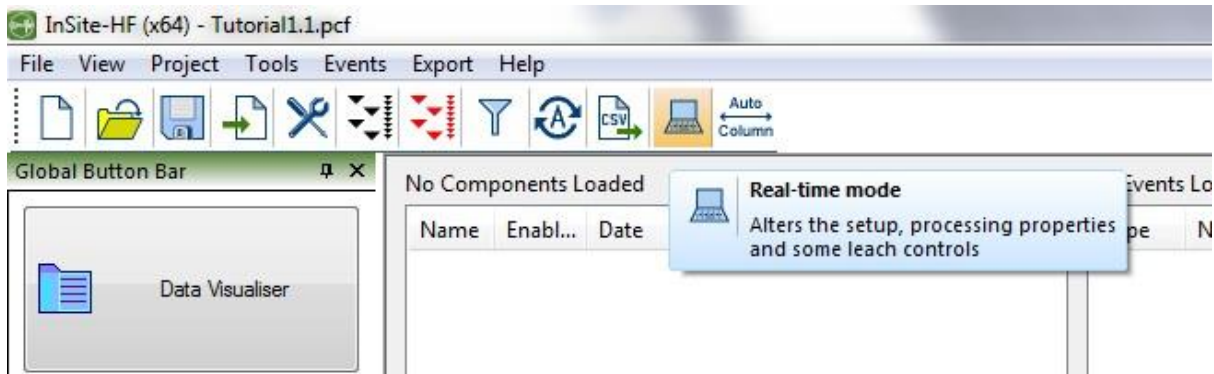 InSite-HF (x64) - Tutorial1.1.pcf
File View Project Tools Events Export Help
A
CSV
Auto
Column
Global Button Bar
No Components Loaded
Events Lo
Real-time mode
Alters the setup, processing properties
and some leach controls
Name Enabl... Date
pe N
Data Visualiser